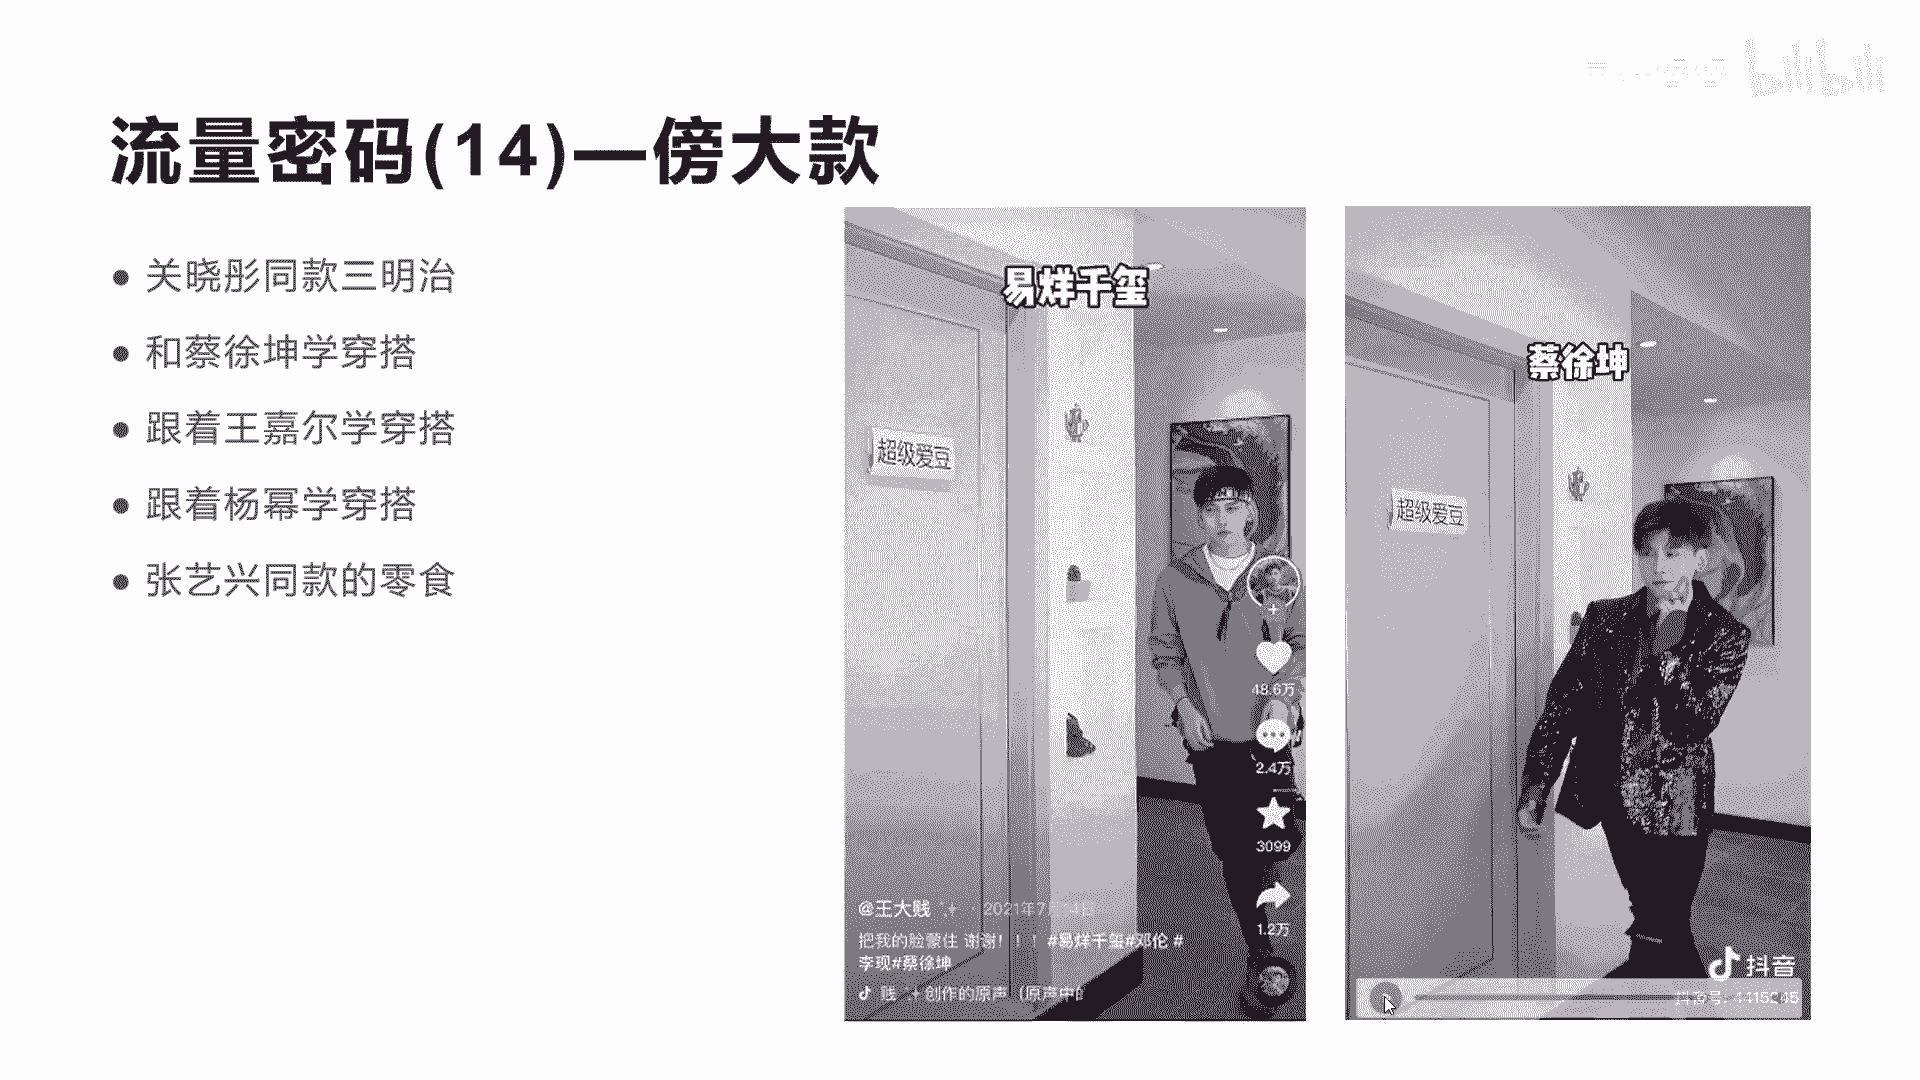 bilibili
流量密码(14)—傍大款
关晓彤同款三明治
和蔡徐坤学穿搭
跟着王嘉尔学穿搭
跟着杨幂学穿搭
张艺兴同款的零食
易烊千玺
超级爱豆
48.6万
2.4万
3099
1.2万
@王大贱 · 2021年7月14日
把我的脸蒙住 谢谢！！！#易烊千玺#邓伦 #
李现#蔡徐坤
贱 创作的原声（原声中的
蔡徐坤
超级爱豆
抖音
抖音号: 4415245